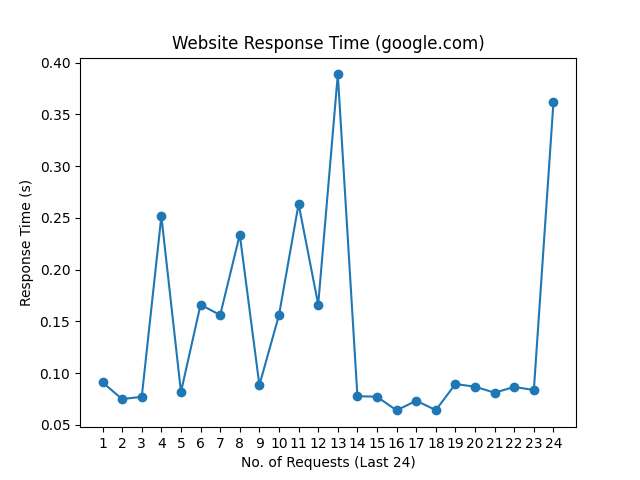 Website Response Time (google.com)
0.40
0.35
0.30
0.25
0.20
0.15
0.10
0.05
Response Time (s)
1 2 3 4 5 6 7 8 9 10 11 12 13 14 15 16 17 18 19 20 21 22 23 24
No. of Requests (Last 24)